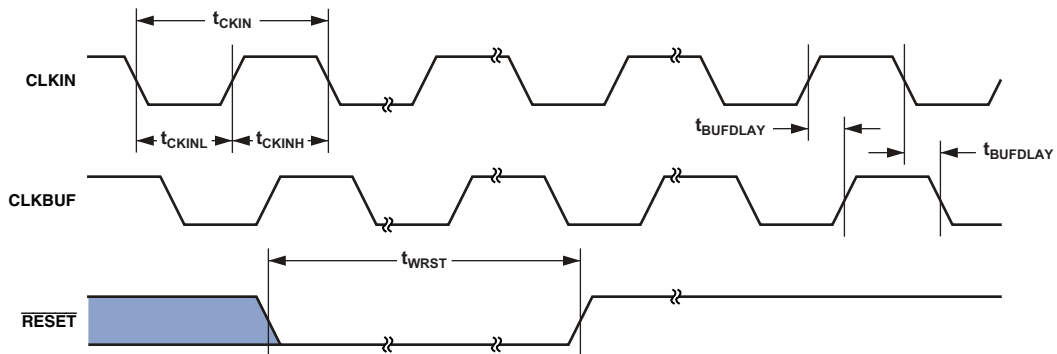 tCKIN
CLKIN
tCKINL
tCKINH
tBUFDLAY
tBUFDLAY
CLKBUF
tWRST
RESET